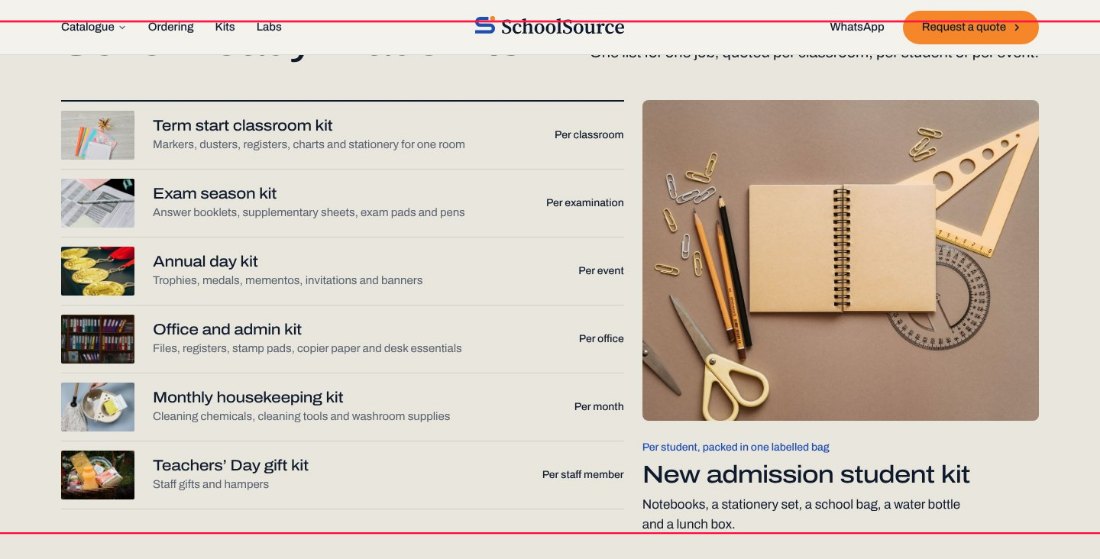 Catalogue
Ordering
Kits
Labs
SchoolSource
WhatsApp
Request a quote
One list for one job, quoted per classroom, per student or per event.
Term start classroom kit
Markers, dusters, registers, charts and stationery for one room
Per classroom
Exam season kit
Answer booklets, supplementary sheets, exam pads and pens
Per examination
Annual day kit
Trophies, medals, mementos, invitations and banners
Per event
Office and admin kit
Files, registers, stamp pads, copier paper and desk essentials
Per office
Monthly housekeeping kit
Cleaning chemicals, cleaning tools and washroom supplies
Per month
Teachers’ Day gift kit
Staff gifts and hampers
Per staff member
Per student, packed in one labelled bag
New admission student kit
Notebooks, a stationery set, a school bag, a water bottle
and a lunch box.